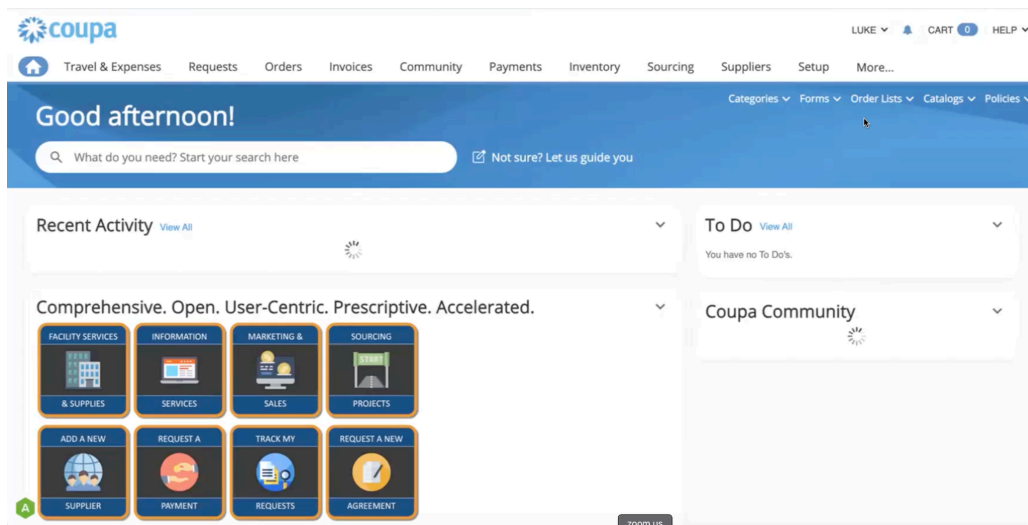 coupa
LUKE CART 0 HELP
Travel & Expenses Requests Orders Invoices Community Payments Inventory Sourcing Suppliers Setup More...
Categories Forms Order Lists Catalogs Policies
Good afternoon!
What do you need? Start your search here
Not sure? Let us guide you
Recent Activity View All
To Do View All
You have no To Do's.
Comprehensive. Open. User-Centric. Prescriptive. Accelerated.
Coupa Community
FACILITY SERVICES
& SUPPLIES
INFORMATION
SERVICES
MARKETING &
SALES
SOURCING
START
PROJECTS
ADD A NEW
SUPPLIER
REQUEST A
PAYMENT
TRACK MY
REQUESTS
REQUEST A NEW
AGREEMENT
A
zoom.us